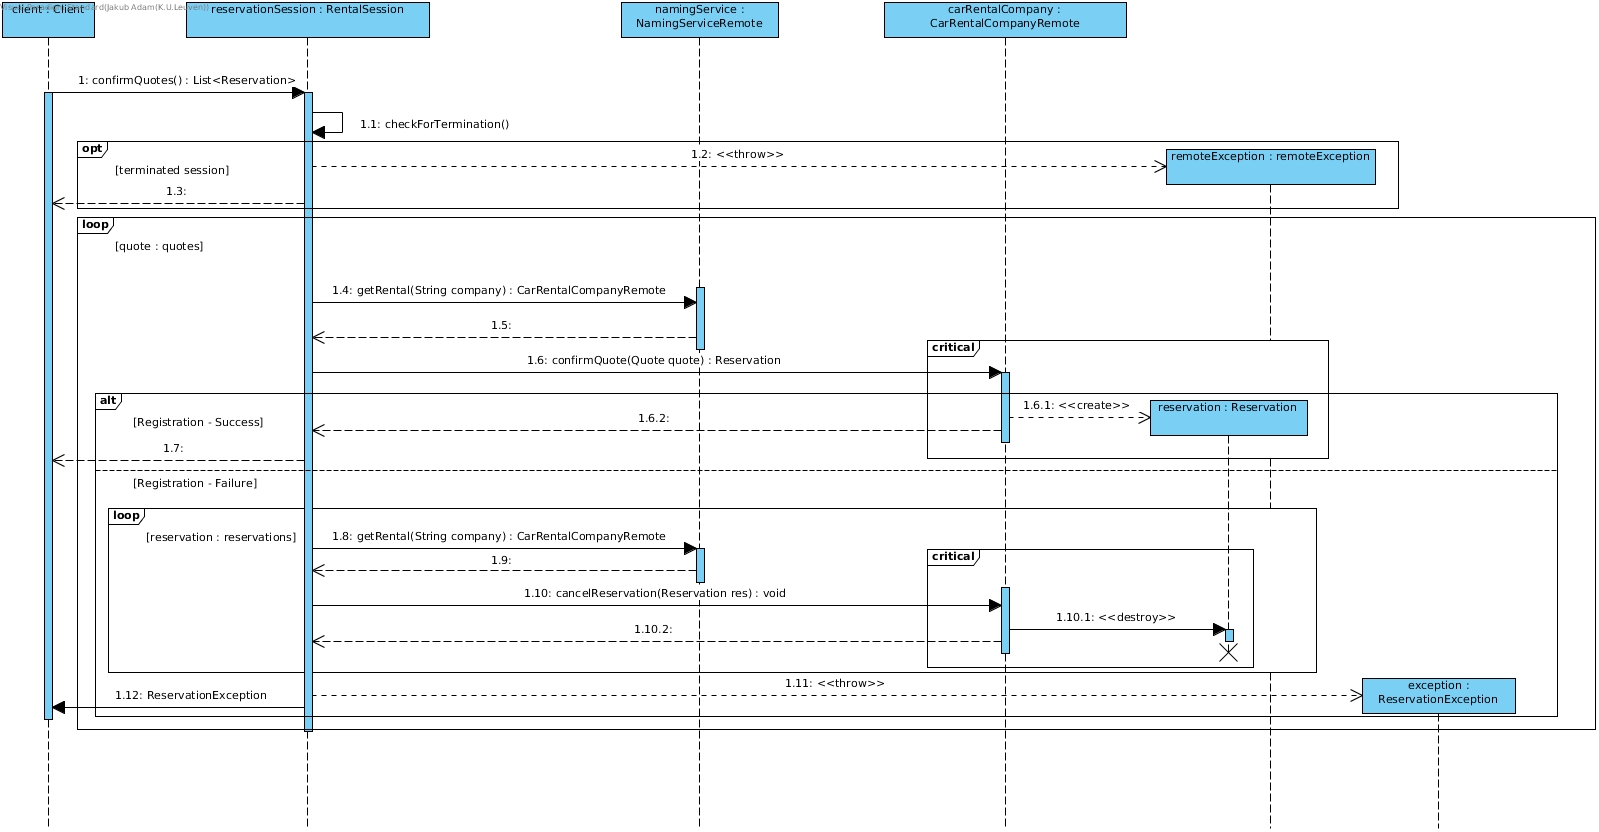 client : Client
reservationSession : RentalSession
namingService :
NamingServiceRemote
carRentalCompany :
CarRentalCompanyRemote
1: confirmQuotes() : List<Reservation>
1.1: checkForTermination()
opt
[terminated session]
1.2: <<throw>>
remoteException : remoteException
1.3:
loop
[quote : quotes]
1.4: getRental(String company) : CarRentalCompanyRemote
1.5:
critical
1.6: confirmQuote(Quote quote) : Reservation
alt
[Registration - Success]
1.6.1: <<create>>
reservation : Reservation
1.6.2:
1.7:
[Registration - Failure]
loop
[reservation : reservations]
1.8: getRental(String company) : CarRentalCompanyRemote
1.9:
critical
1.10: cancelReservation(Reservation res) : void
1.10.1: <<destroy>>
1.10.2:
1.11: <<throw>>
exception :
ReservationException
1.12: ReservationException